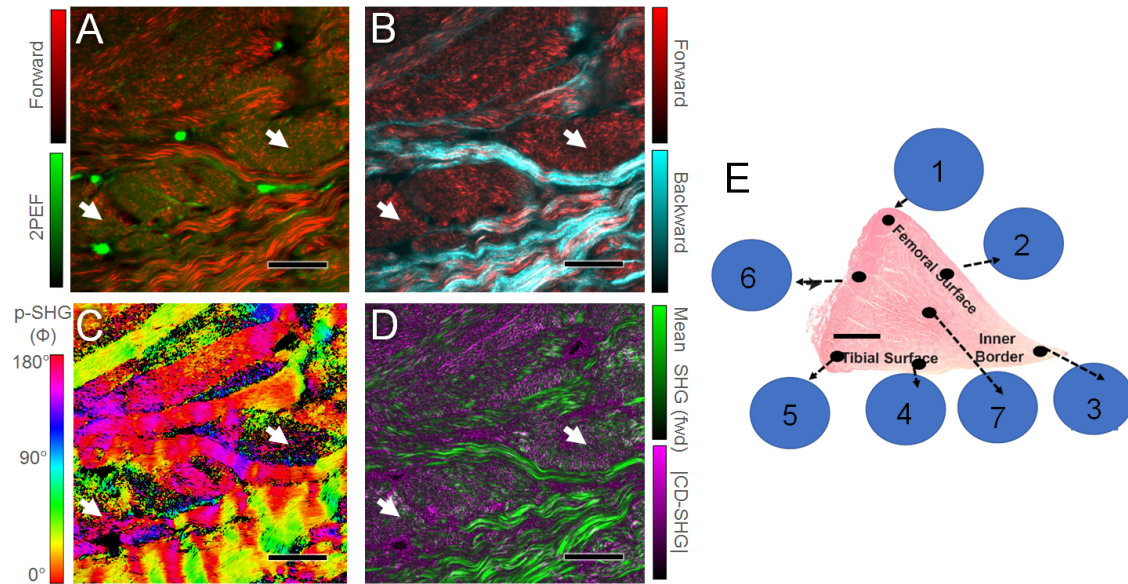 A
Forward
2PEF
B
Forward
Backward
p-SHG
(Φ)
180°
90°
0°
C
D
Mean SHG (fwd)
|CD-SHG|
E
1
2
3
4
5
6
7
Femoral Surface
Tibial Surface
Inner
Border